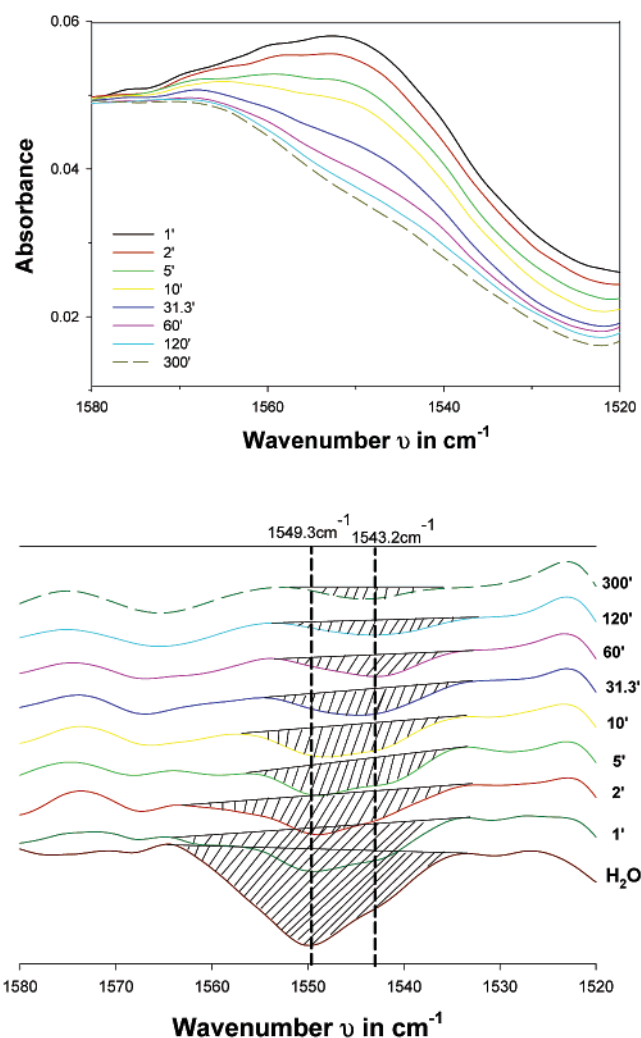 0.06
0.04
0.02
Absorbance
1'
2'
5'
10'
31.3'
60'
120'
300'
1580 1560 1540 1520
Wavenumber υ in cm-1
1549.3cm-1 1543.2cm-1
300'
120'
60'
31.3'
10'
5'
2'
1'
H2O
1580 1570 1560 1550 1540 1530 1520
Wavenumber υ in cm-1